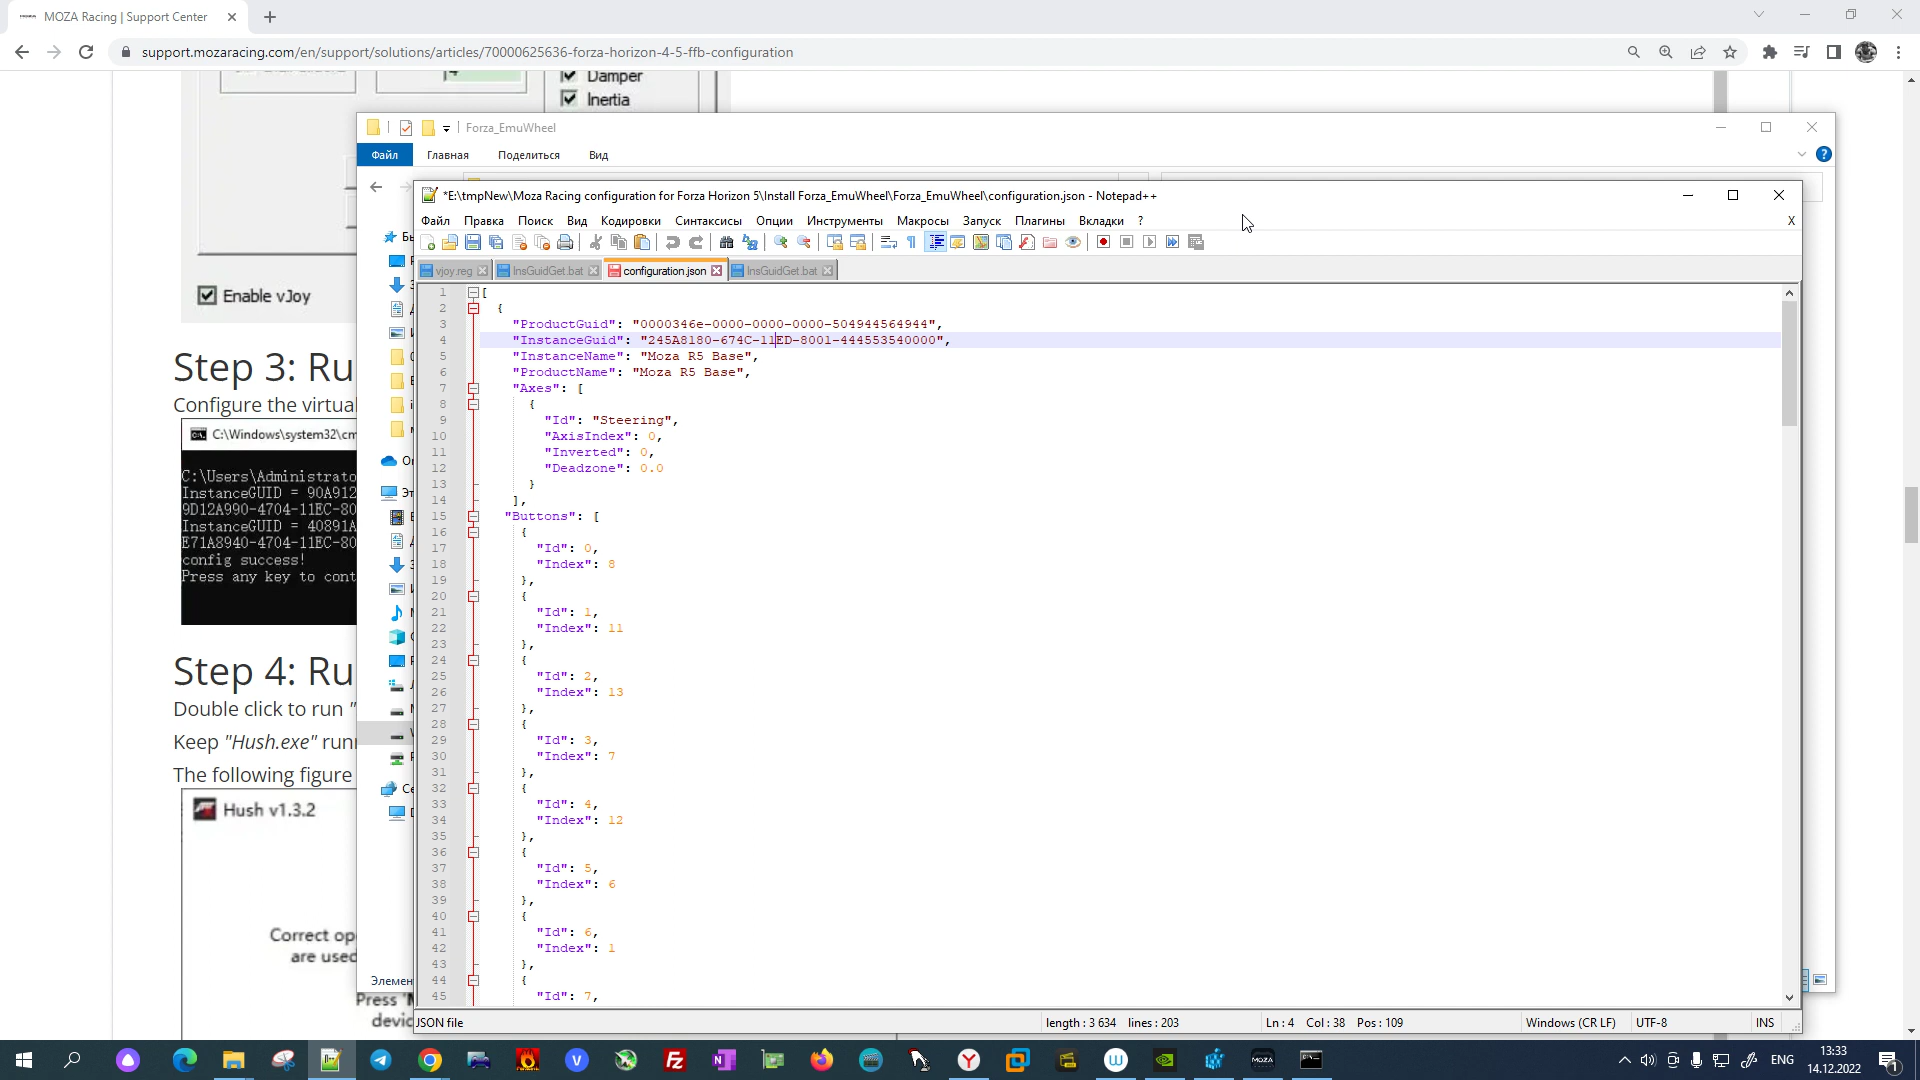 MOZA Racing | Support Center
support.mozaracing.com/en/support/solutions/articles/70000625636-forza-horizon-4-5-ffb-configuration
Damper
Inertia
Enable vJoy
Step 3: Ru
Configure the virtual
C:\Windows\system32\cm
C:\Users\Administrato
InstanceGUID = 90A912
9D12A990-4704-11EC-80
InstanceGUID = 40891A
E71A8940-4704-11EC-80
config success!
Press any key to cont
Step 4: Ru
Double click to run "
Keep "Hush.exe" runn
The following figure
Hush v1.3.2
Correct op
are used
Press 'M
devic
Forza_EmuWheel
Файл Главная Поделиться Вид
Элемен
*E:\tmpNew\Moza Racing configuration for Forza Horizon 5\Install Forza_EmuWheel\Forza_EmuWheel\configuration.json - Notepad++
Файл Правка Поиск Вид Кодировки Синтаксисы Опции Инструменты Макросы Запуск Плагины Вкладки ? X
vjoy.reg InsGuidGet.bat configuration.json InsGuidGet.bat
1 [
2 {
3 "ProductGuid": "0000346e-0000-0000-0000-504944564944",
4 "InstanceGuid": "245A8180-674C-11ED-8001-444553540000",
5 "InstanceName": "Moza R5 Base",
6 "ProductName": "Moza R5 Base",
7 "Axes": [
8 {
9 "Id": "Steering",
10 "AxisIndex": 0,
11 "Inverted": 0,
12 "Deadzone": 0.0
13 }
14 ],
15 "Buttons": [
16 {
17 "Id": 0,
18 "Index": 8
19 },
20 {
21 "Id": 1,
22 "Index": 11
23 },
24 {
25 "Id": 2,
26 "Index": 13
27 },
28 {
29 "Id": 3,
30 "Index": 7
31 },
32 {
33 "Id": 4,
34 "Index": 12
35 },
36 {
37 "Id": 5,
38 "Index": 6
39 },
40 {
41 "Id": 6,
42 "Index": 1
43 },
44 {
45 "Id": 7,
JSON file length : 3 634 lines : 203 Ln : 4 Col : 38 Pos : 109 Windows (CR LF) UTF-8 INS
ENG 13:33
14.12.2022